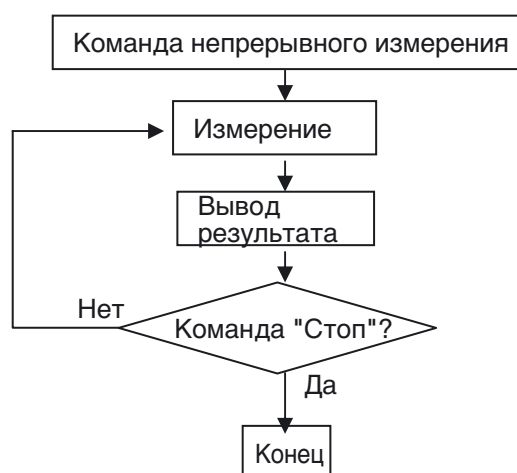 Команда непрерывного измерения
Измерение
Вывод
результата
Нет
Команда "Стоп"?
Да
Конец